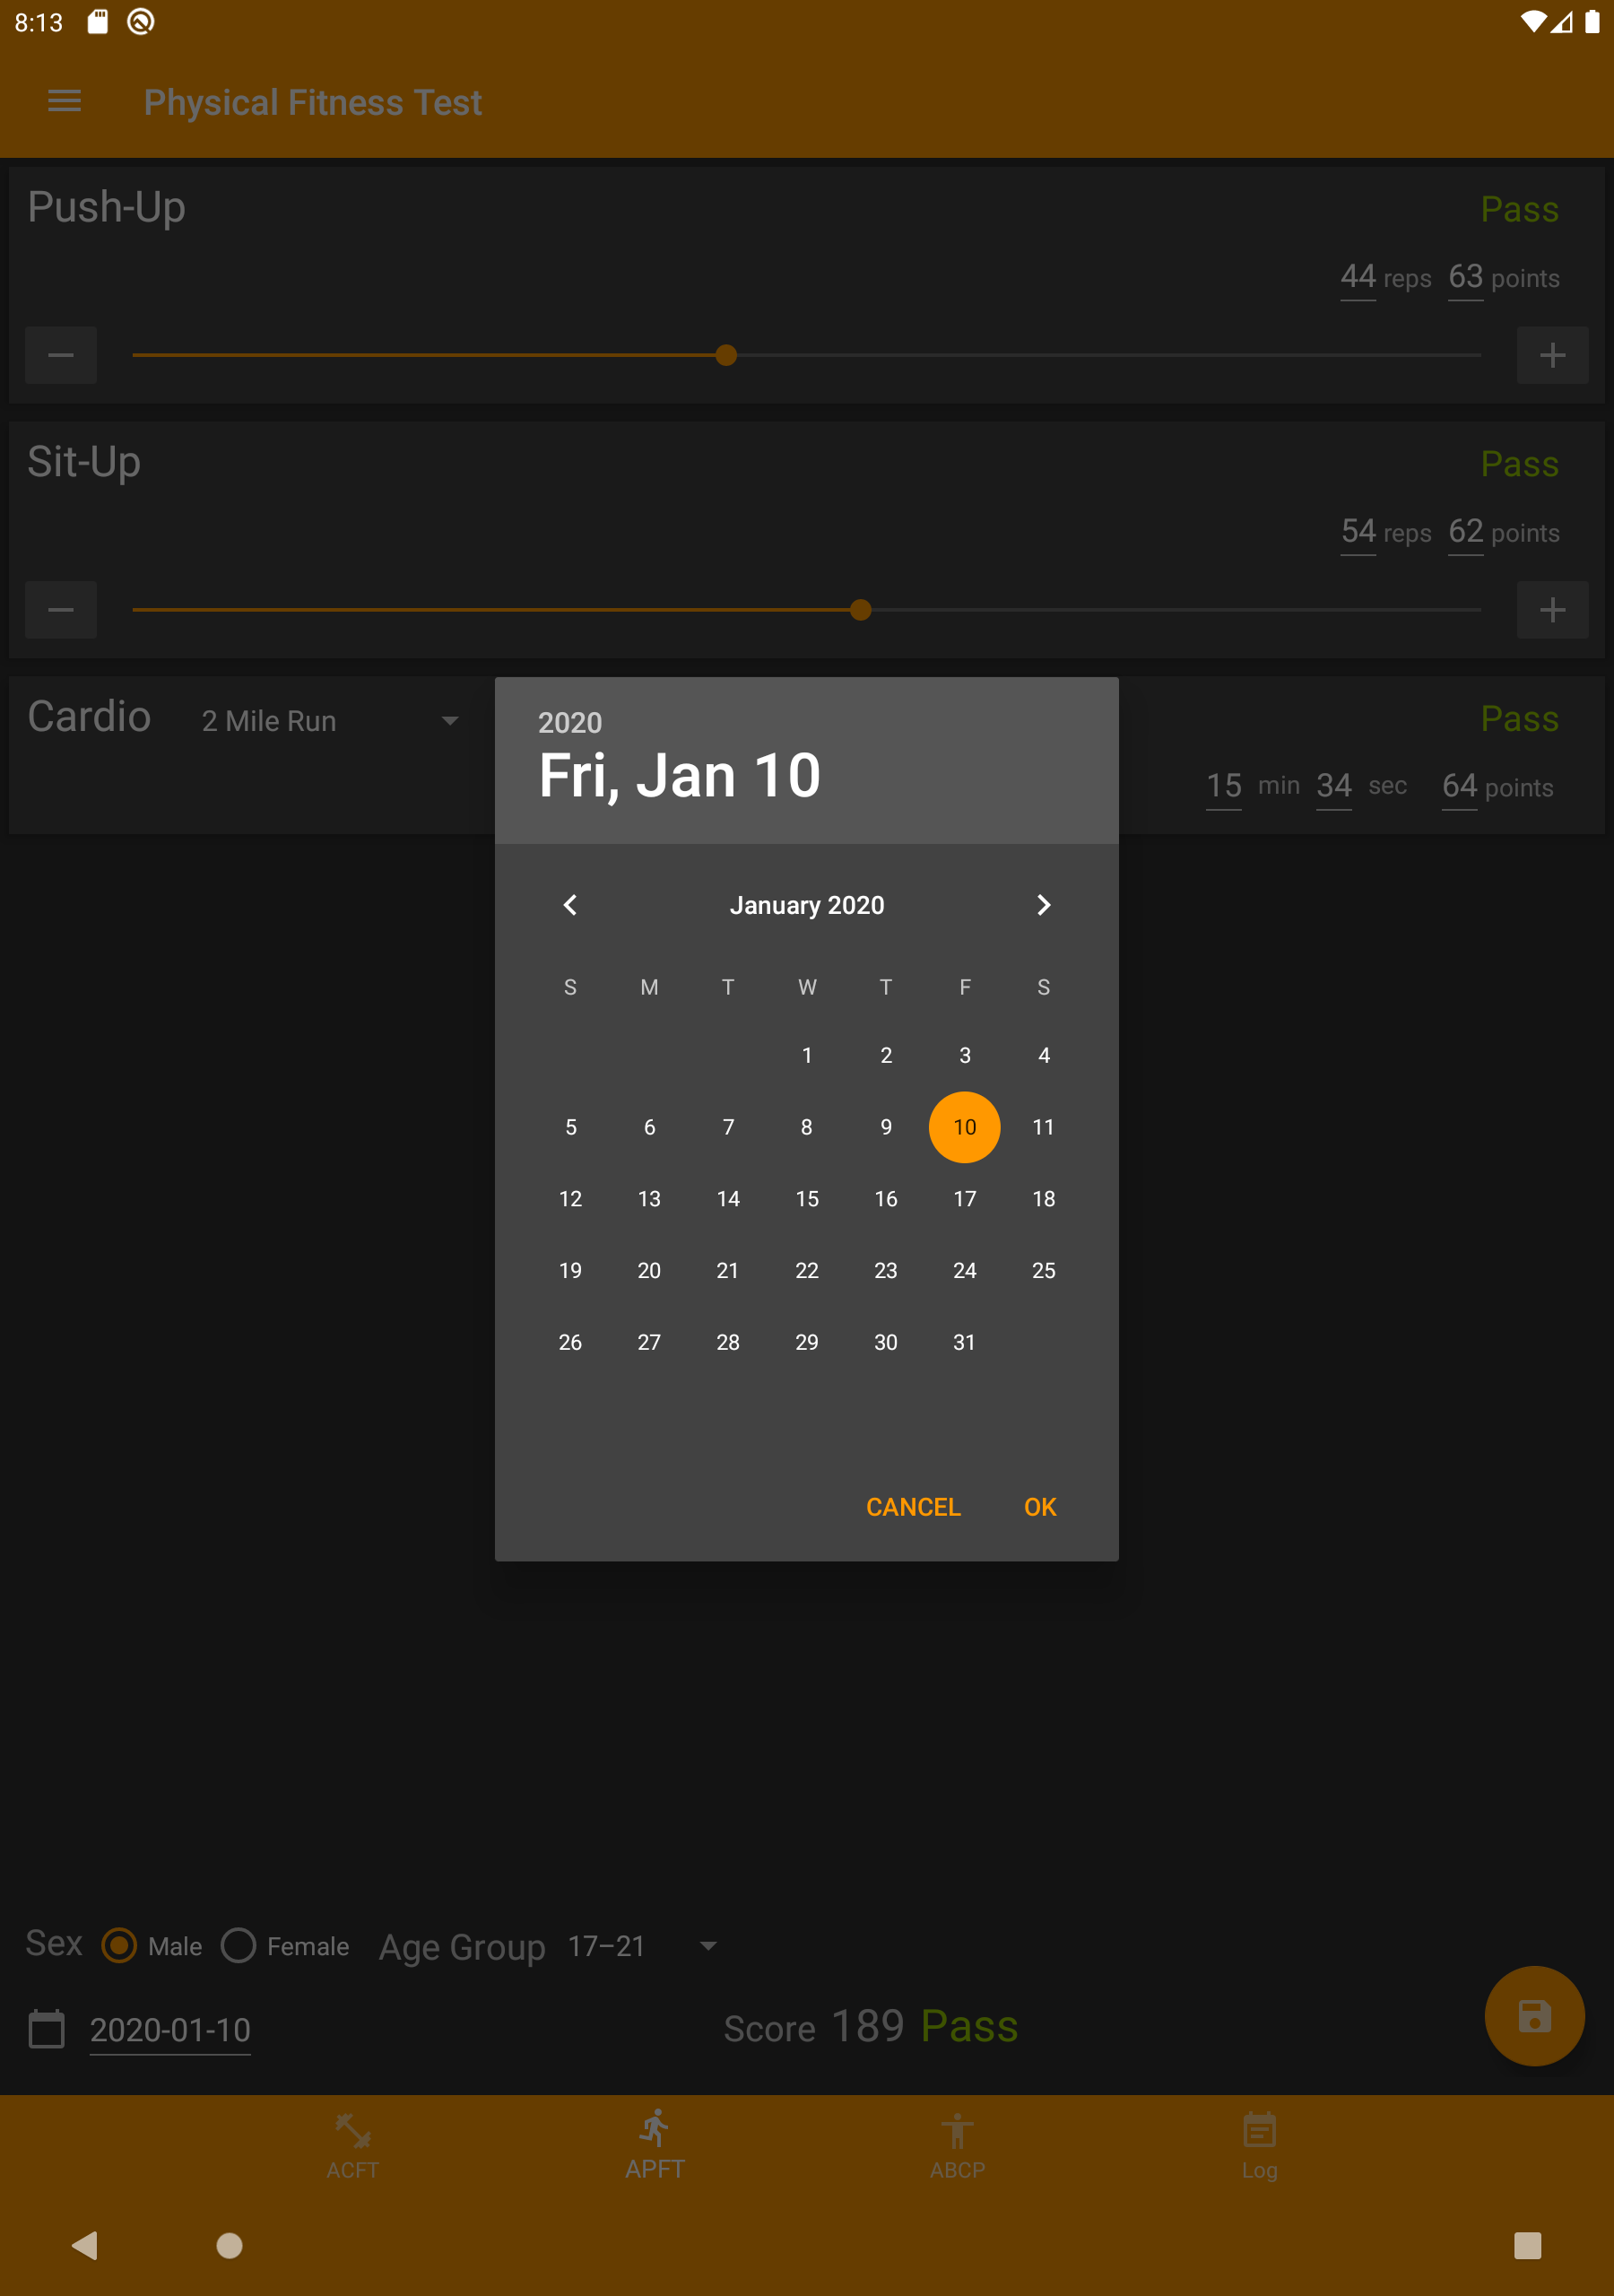 8:13
Physical Fitness Test
Push-Up
Pass
44 reps 63 points
Sit-Up
Pass
54 reps 62 points
Cardio 2 Mile Run
Pass
15 min 34 sec 64 points
2020
Fri, Jan 10
January 2020
S M T W T F S
1 2 3 4
5 6 7 8 9 10 11
12 13 14 15 16 17 18
19 20 21 22 23 24 25
26 27 28 29 30 31
CANCEL OK
Sex Male Female Age Group 17–21
2020-01-10 Score 189 Pass
ACFT APFT ABCP Log